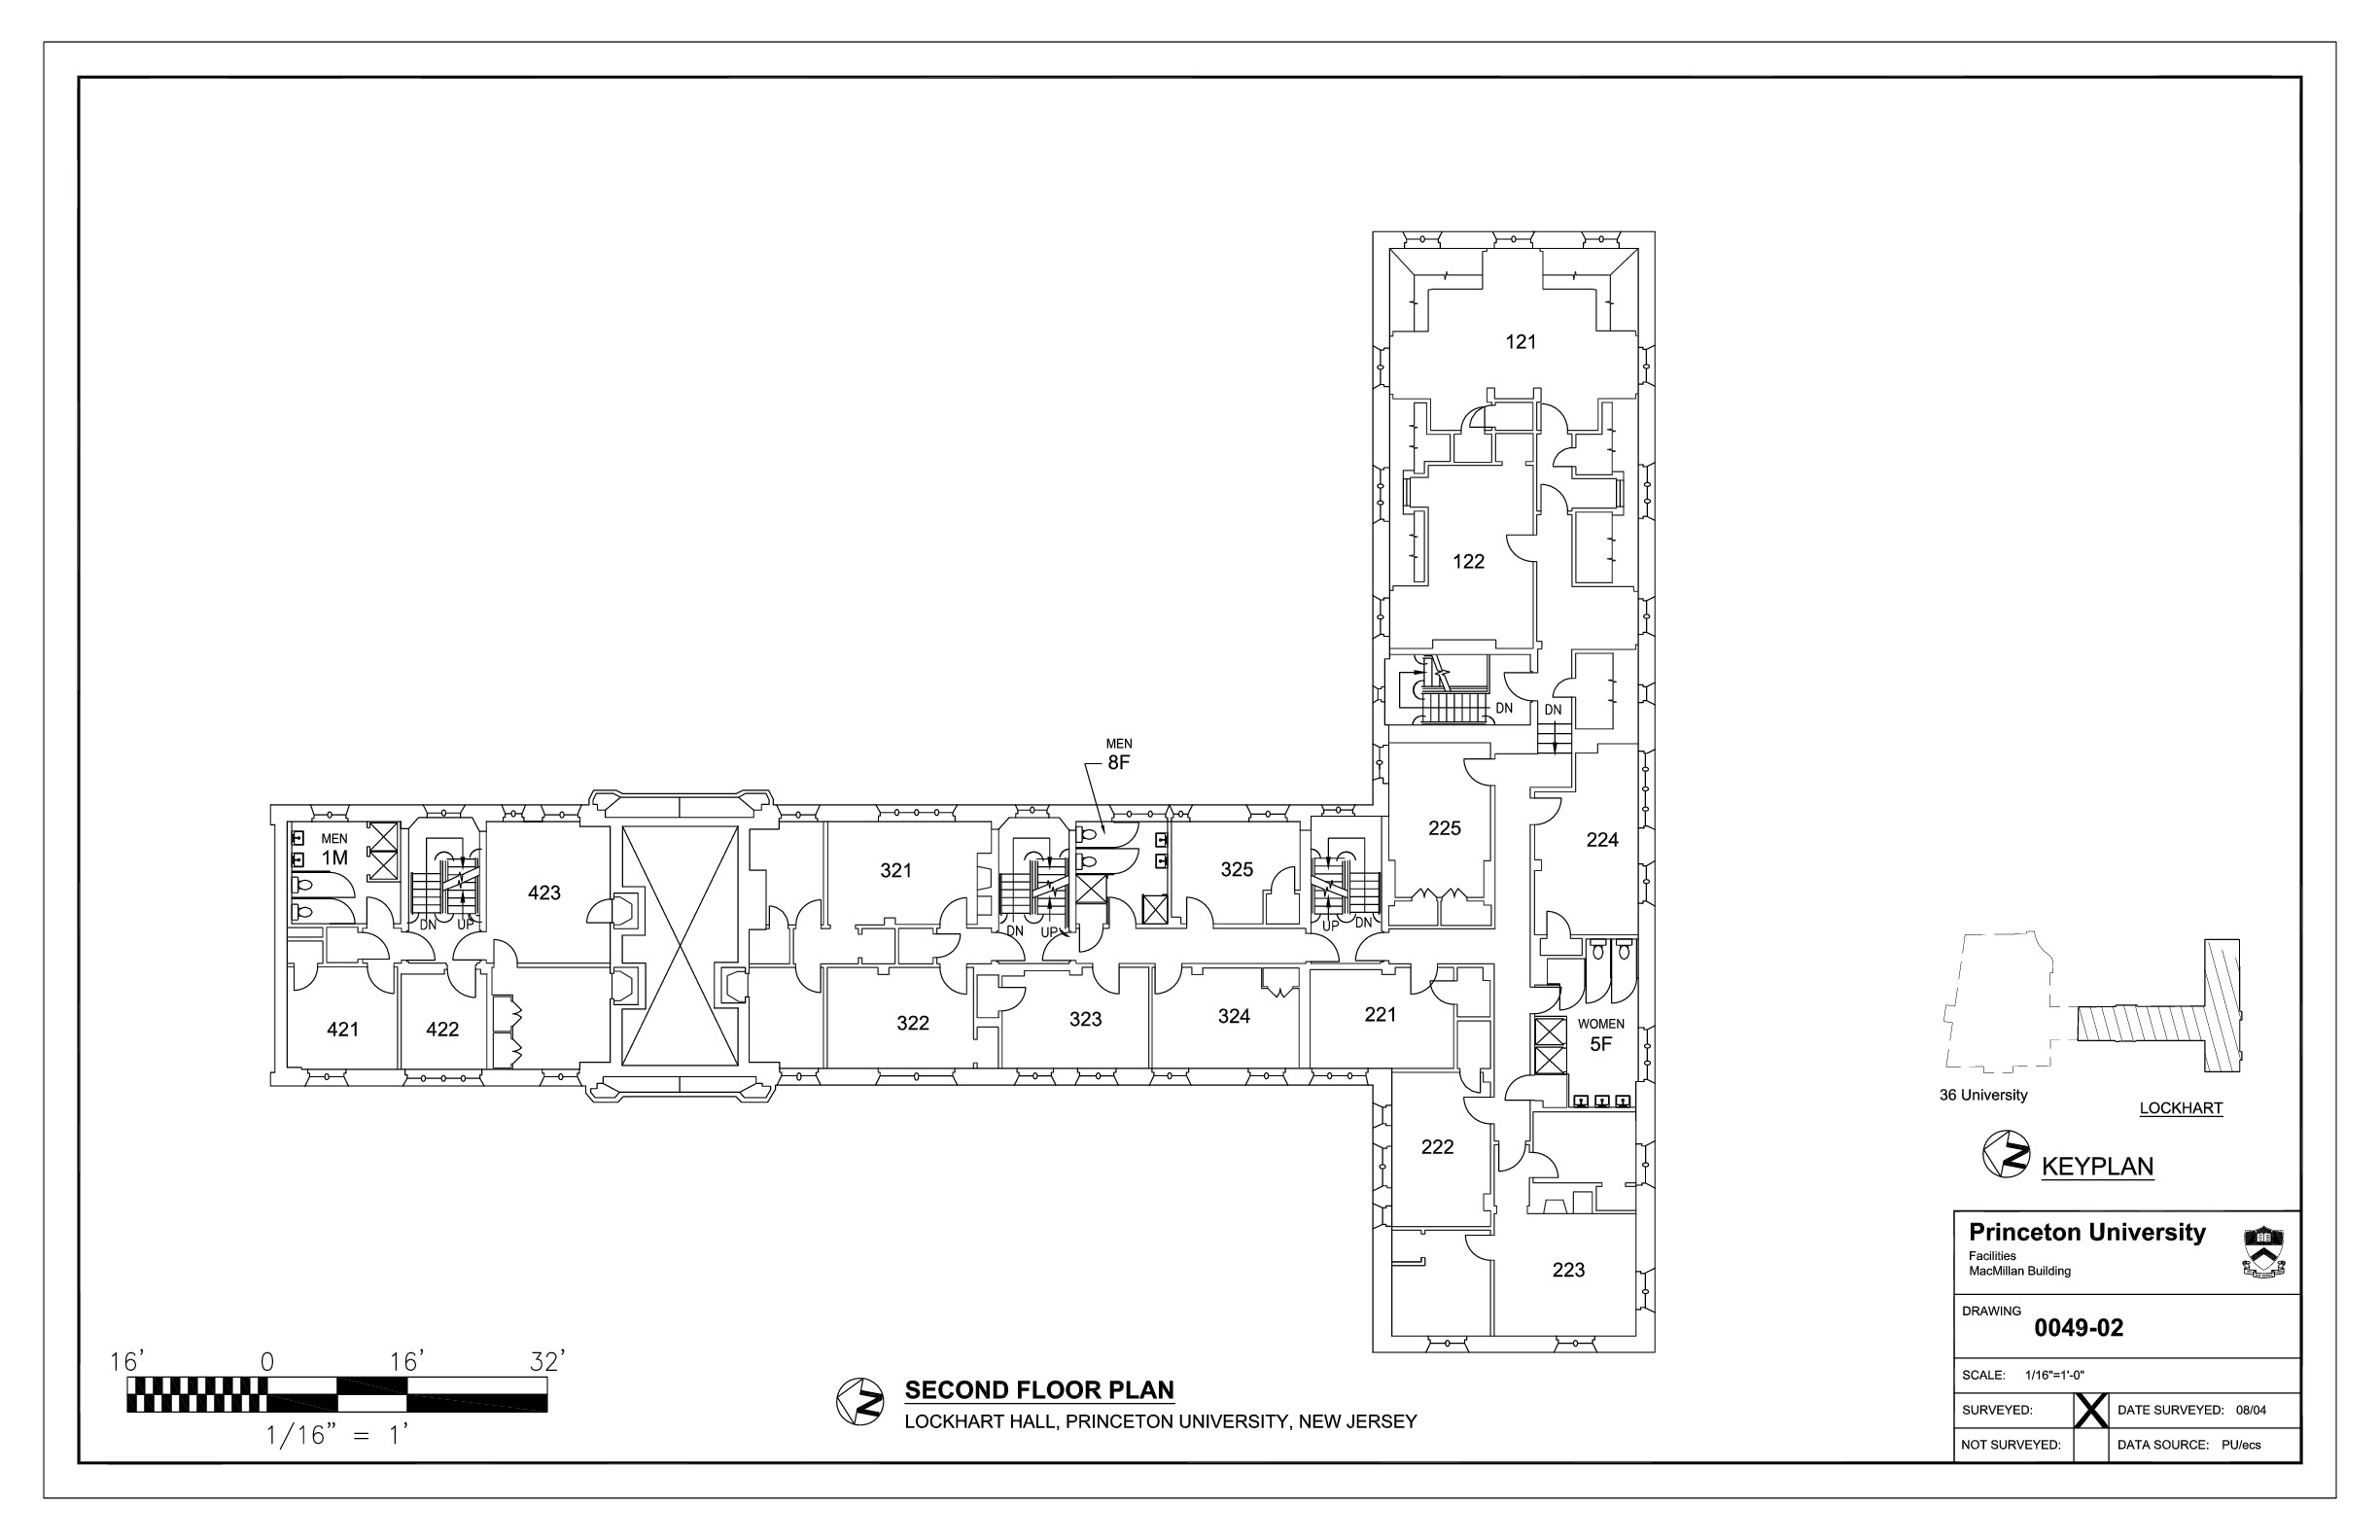 121
122
DN
DN
MEN
8F
225
224
MEN
1M
423
321
325
DN
UP
DN
UP
UP
DN
421
422
322
323
324
221
WOMEN
5F
222
223
36 University
LOCKHART
N
KEYPLAN
Princeton University
Facilities
MacMillan Building
DRAWING
0049-02
SCALE: 1/16"=1'-0"
SURVEYED: X DATE SURVEYED: 08/04
NOT SURVEYED: DATA SOURCE: PU/ecs
16' 0 16' 32'
1/16" = 1'
N
SECOND FLOOR PLAN
LOCKHART HALL, PRINCETON UNIVERSITY, NEW JERSEY